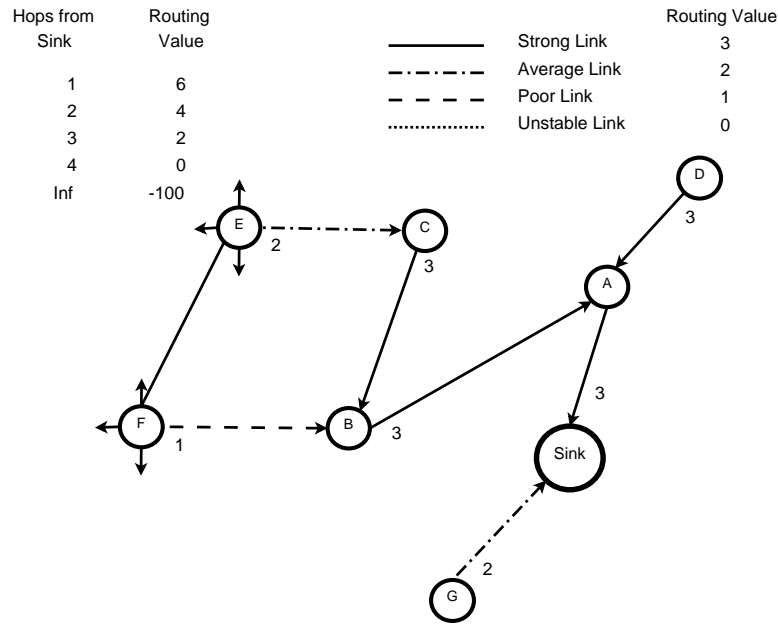 Hops from Sink Routing Value
1 6
2 4
3 2
4 0
Inf -100
Routing Value
Strong Link 3
Average Link 2
Poor Link 1
Unstable Link 0
D
3
E
2
C
3
A
3
F
1
B
3
Sink
G
2